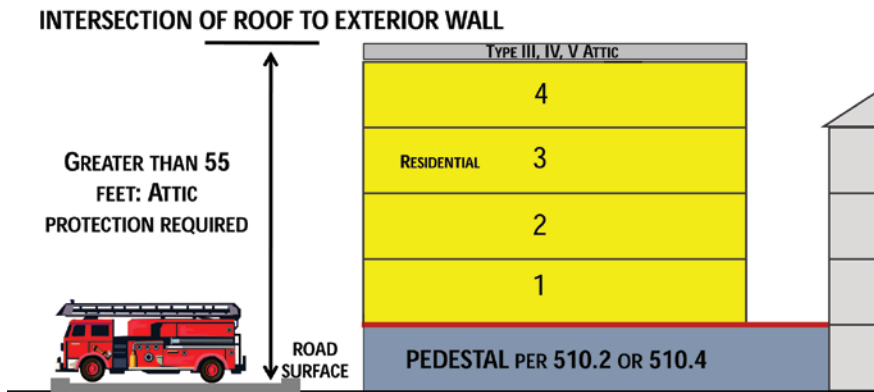 INTERSECTION OF ROOF TO EXTERIOR WALL
TYPE III, IV, V ATTIC
4
GREATER THAN 55
FEET: ATTIC
PROTECTION REQUIRED
RESIDENTIAL 3
2
1
ROAD
SURFACE
PEDESTAL PER 510.2 OR 510.4